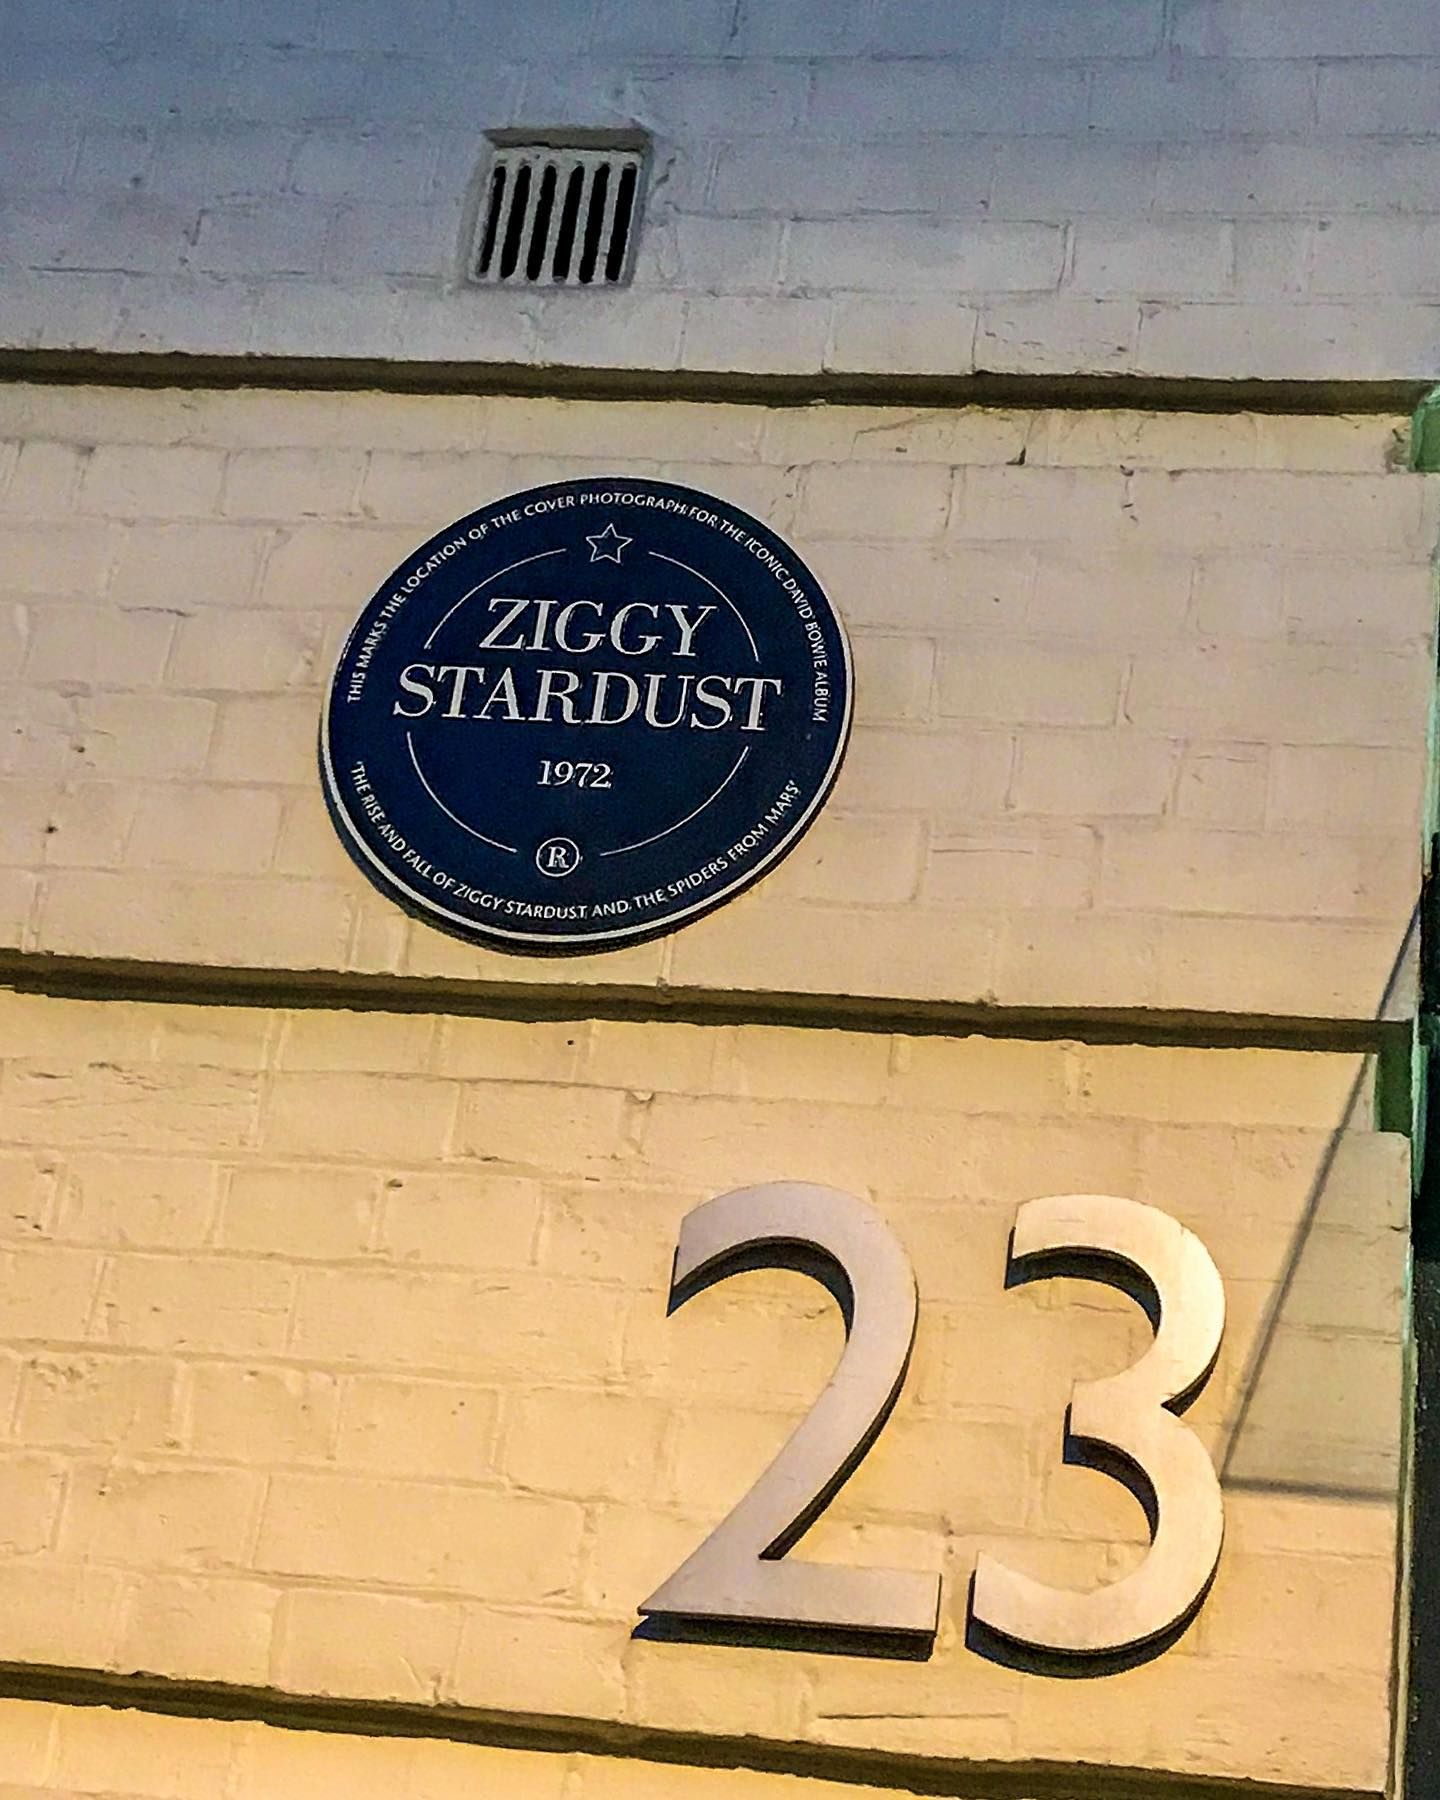 THIS MARKS THE LOCATION OF THE COVER PHOTOGRAPH FOR THE ICONIC DAVID BOWIE ALBUM
ZIGGY
STARDUST
1972
R
'THE RISE AND FALL OF ZIGGY STARDUST AND THE SPIDERS FROM MARS'
23